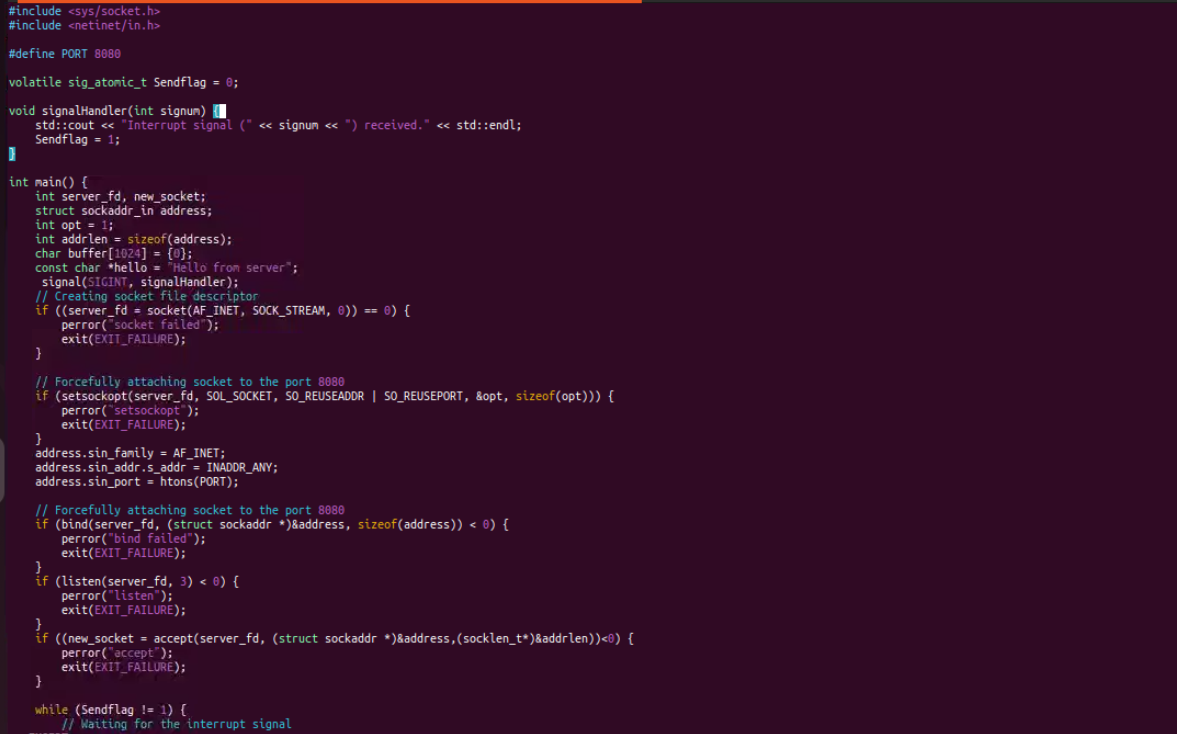 #include <sys/socket.h>
#include <netinet/in.h>
#define PORT 8080
volatile sig_atomic_t Sendflag = 0;
void signalHandler(int signum) {
std::cout << "Interrupt signal (" << signum << ") received." << std::endl;
Sendflag = 1;
}
int main() {
int server_fd, new_socket;
struct sockaddr_in address;
int opt = 1;
int addrlen = sizeof(address);
char buffer[1024] = {0};
const char *hello = "Hello from server";
signal(SIGINT, signalHandler);
// Creating socket file descriptor
if ((server_fd = socket(AF_INET, SOCK_STREAM, 0)) == 0) {
perror("socket failed");
exit(EXIT_FAILURE);
}
// Forcefully attaching socket to the port 8080
if (setsockopt(server_fd, SOL_SOCKET, SO_REUSEADDR | SO_REUSEPORT, &opt, sizeof(opt))) {
perror("setsockopt");
exit(EXIT_FAILURE);
}
address.sin_family = AF_INET;
address.sin_addr.s_addr = INADDR_ANY;
address.sin_port = htons(PORT);
// Forcefully attaching socket to the port 8080
if (bind(server_fd, (struct sockaddr *)&address, sizeof(address)) < 0) {
perror("bind failed");
exit(EXIT_FAILURE);
}
if (listen(server_fd, 3) < 0) {
perror("listen");
exit(EXIT_FAILURE);
}
if ((new_socket = accept(server_fd, (struct sockaddr *)&address,(socklen_t*)&addrlen))<0) {
perror("accept");
exit(EXIT_FAILURE);
}
while (Sendflag != 1) {
// Waiting for the interrupt signal